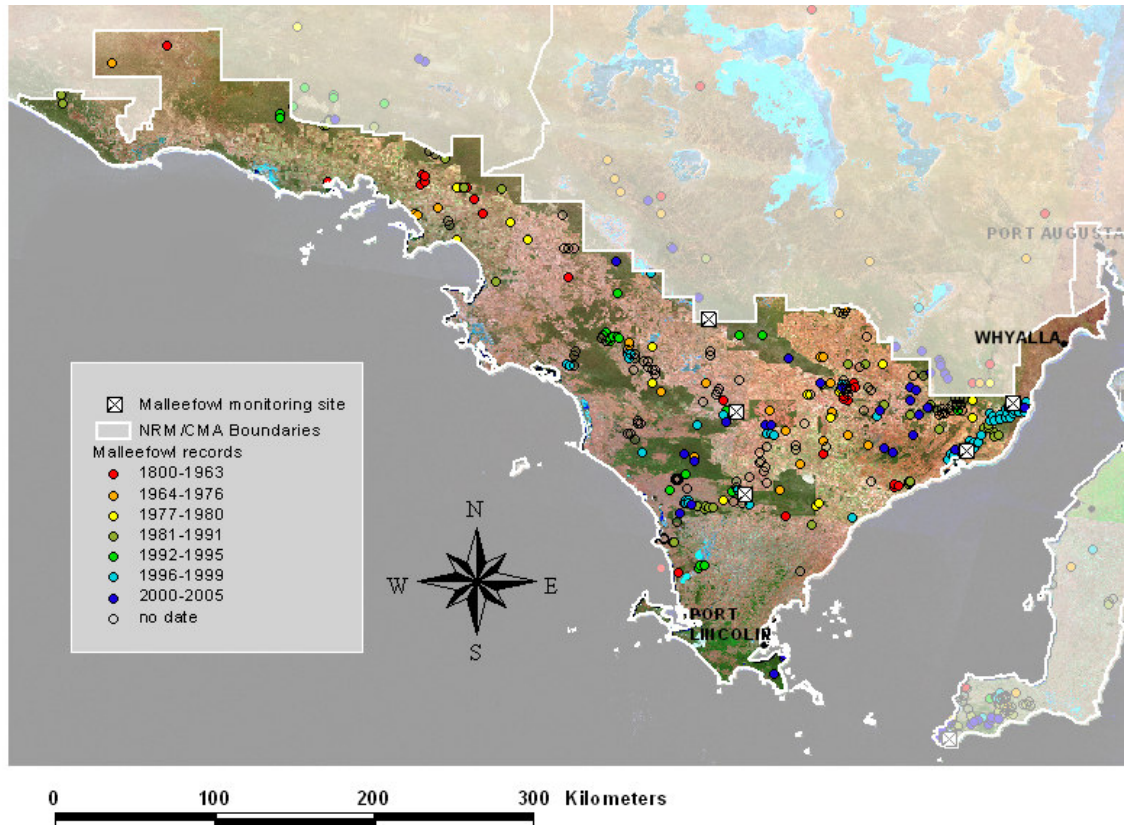 PORT AUGUSTA
WHYALLA
Malleefowl monitoring site
NRM/CMA Boundaries
Malleefowl records
1800-1963
1964-1976
1977-1980
1981-1991
1992-1995
1996-1999
2000-2005
no date
N
W
E
S
PORT
LINCOLIN
0
100
200
300 Kilometers